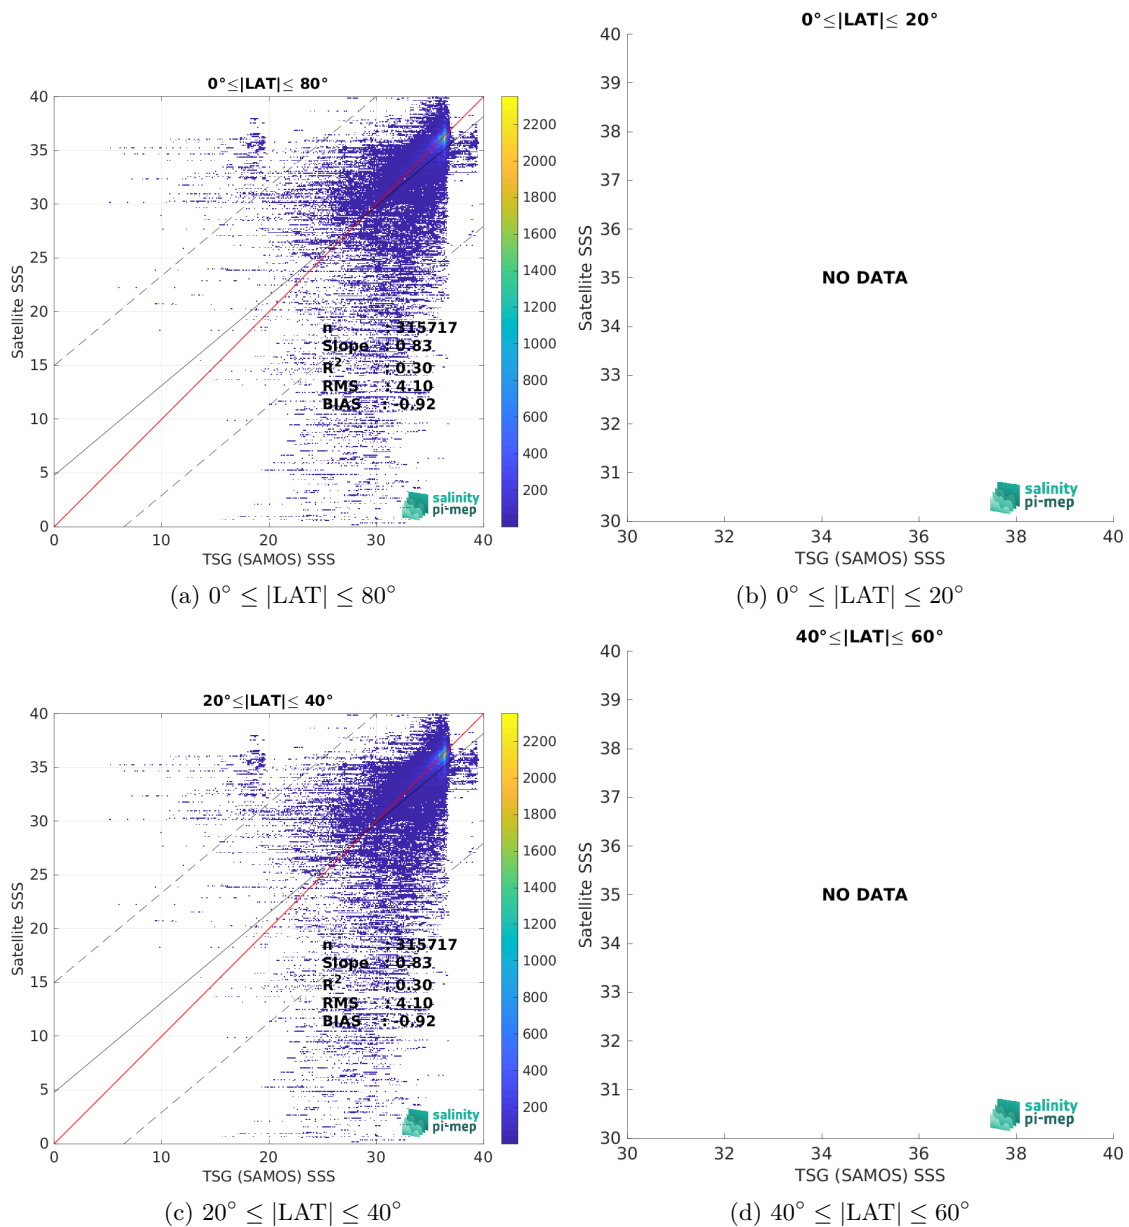 0°≤|LAT|≤ 80°
40
35
30
25
20
15
10
5
0
Satellite SSS
0
10
20
30
40
TSG (SAMOS) SSS
2200
2000
1800
1600
1400
1200
1000
800
600
400
200
n : 315717
Slope : 0.83
R² : 0.30
RMS : 4.10
BIAS : -0.92
salinity
pi-mep
(a) 0° ≤ |LAT| ≤ 80°
0°≤|LAT|≤ 20°
40
39
38
37
36
35
34
33
32
31
30
Satellite SSS
NO DATA
30
32
34
36
38
40
TSG (SAMOS) SSS
salinity
pi-mep
(b) 0° ≤ |LAT| ≤ 20°
20°≤|LAT|≤ 40°
40
35
30
25
20
15
10
5
0
Satellite SSS
0
10
20
30
40
TSG (SAMOS) SSS
2200
2000
1800
1600
1400
1200
1000
800
600
400
200
n : 315717
Slope : 0.83
R² : 0.30
RMS : 4.10
BIAS : -0.92
salinity
pi-mep
(c) 20° ≤ |LAT| ≤ 40°
40°≤|LAT|≤ 60°
40
39
38
37
36
35
34
33
32
31
30
Satellite SSS
NO DATA
30
32
34
36
38
40
TSG (SAMOS) SSS
salinity
pi-mep
(d) 40° ≤ |LAT| ≤ 60°